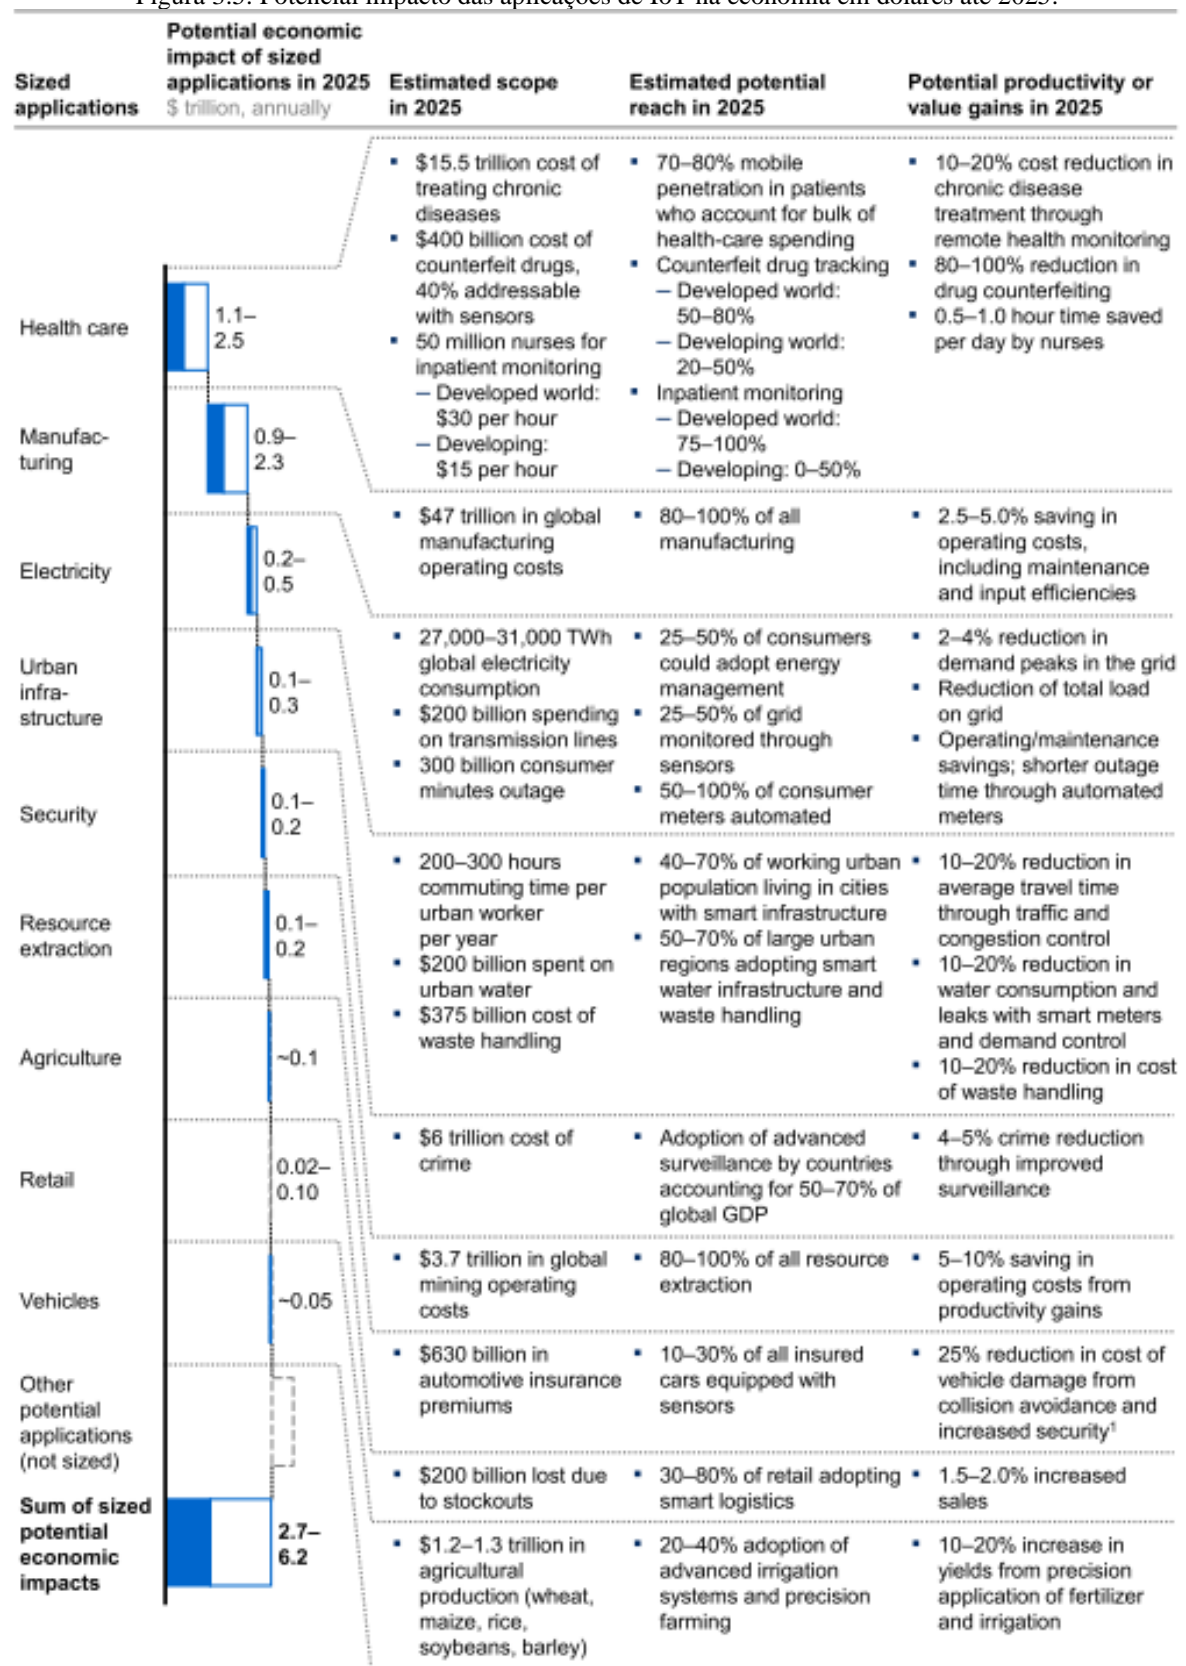 Figura 3.3: Potencial impacto das aplicações de IoT na economia em dólares até 2025.
Sized
applications
Potential economic
impact of sized
applications in 2025
$ trillion, annually
Estimated scope
in 2025
Estimated potential
reach in 2025
Potential productivity or
value gains in 2025
Health care
1.1–
2.5
Manufac-
turing
0.9–
2.3
Electricity
0.2–
0.5
Urban
infra-
structure
0.1–
0.3
Security
0.1–
0.2
Resource
extraction
0.1–
0.2
Agriculture
~0.1
Retail
0.02–
0.10
Vehicles
~0.05
Other
potential
applications
(not sized)
Sum of sized
potential
economic
impacts
2.7–
6.2
▪ $15.5 trillion cost of
treating chronic
diseases
▪ $400 billion cost of
counterfeit drugs,
40% addressable
with sensors
▪ 50 million nurses for
inpatient monitoring
– Developed world:
$30 per hour
– Developing:
$15 per hour
▪ 70–80% mobile
penetration in patients
who account for bulk of
health-care spending
▪ Counterfeit drug tracking
– Developed world:
50–80%
– Developing world:
20–50%
▪ Inpatient monitoring
– Developed world:
75–100%
– Developing: 0–50%
▪ 10–20% cost reduction in
chronic disease
treatment through
remote health monitoring
▪ 80–100% reduction in
drug counterfeiting
▪ 0.5–1.0 hour time saved
per day by nurses
▪ $47 trillion in global
manufacturing
operating costs
▪ 80–100% of all
manufacturing
▪ 2.5–5.0% saving in
operating costs,
including maintenance
and input efficiencies
▪ 27,000–31,000 TWh
global electricity
consumption
▪ $200 billion spending
on transmission lines
▪ 300 billion consumer
minutes outage
▪ 25–50% of consumers
could adopt energy
management
▪ 25–50% of grid
monitored through
sensors
▪ 50–100% of consumer
meters automated
▪ 2–4% reduction in
demand peaks in the grid
▪ Reduction of total load
on grid
▪ Operating/maintenance
savings; shorter outage
time through automated
meters
▪ 200–300 hours
commuting time per
urban worker
per year
▪ $200 billion spent on
urban water
▪ $375 billion cost of
waste handling
▪ 40–70% of working urban
population living in cities
with smart infrastructure
▪ 50–70% of large urban
regions adopting smart
water infrastructure and
waste handling
▪ 10–20% reduction in
average travel time
through traffic and
congestion control
▪ 10–20% reduction in
water consumption and
leaks with smart meters
and demand control
▪ 10–20% reduction in cost
of waste handling
▪ $6 trillion cost of
crime
▪ Adoption of advanced
surveillance by countries
accounting for 50–70% of
global GDP
▪ 4–5% crime reduction
through improved
surveillance
▪ $3.7 trillion in global
mining operating
costs
▪ 80–100% of all resource
extraction
▪ 5–10% saving in
operating costs from
productivity gains
▪ $630 billion in
automotive insurance
premiums
▪ 10–30% of all insured
cars equipped with
sensors
▪ 25% reduction in cost of
vehicle damage from
collision avoidance and
increased security¹
▪ $200 billion lost due
to stockouts
▪ 30–80% of retail adopting
smart logistics
▪ 1.5–2.0% increased
sales
▪ $1.2–1.3 trillion in
agricultural
production (wheat,
maize, rice,
soybeans, barley)
▪ 20–40% adoption of
advanced irrigation
systems and precision
farming
▪ 10–20% increase in
yields from precision
application of fertilizer
and irrigation